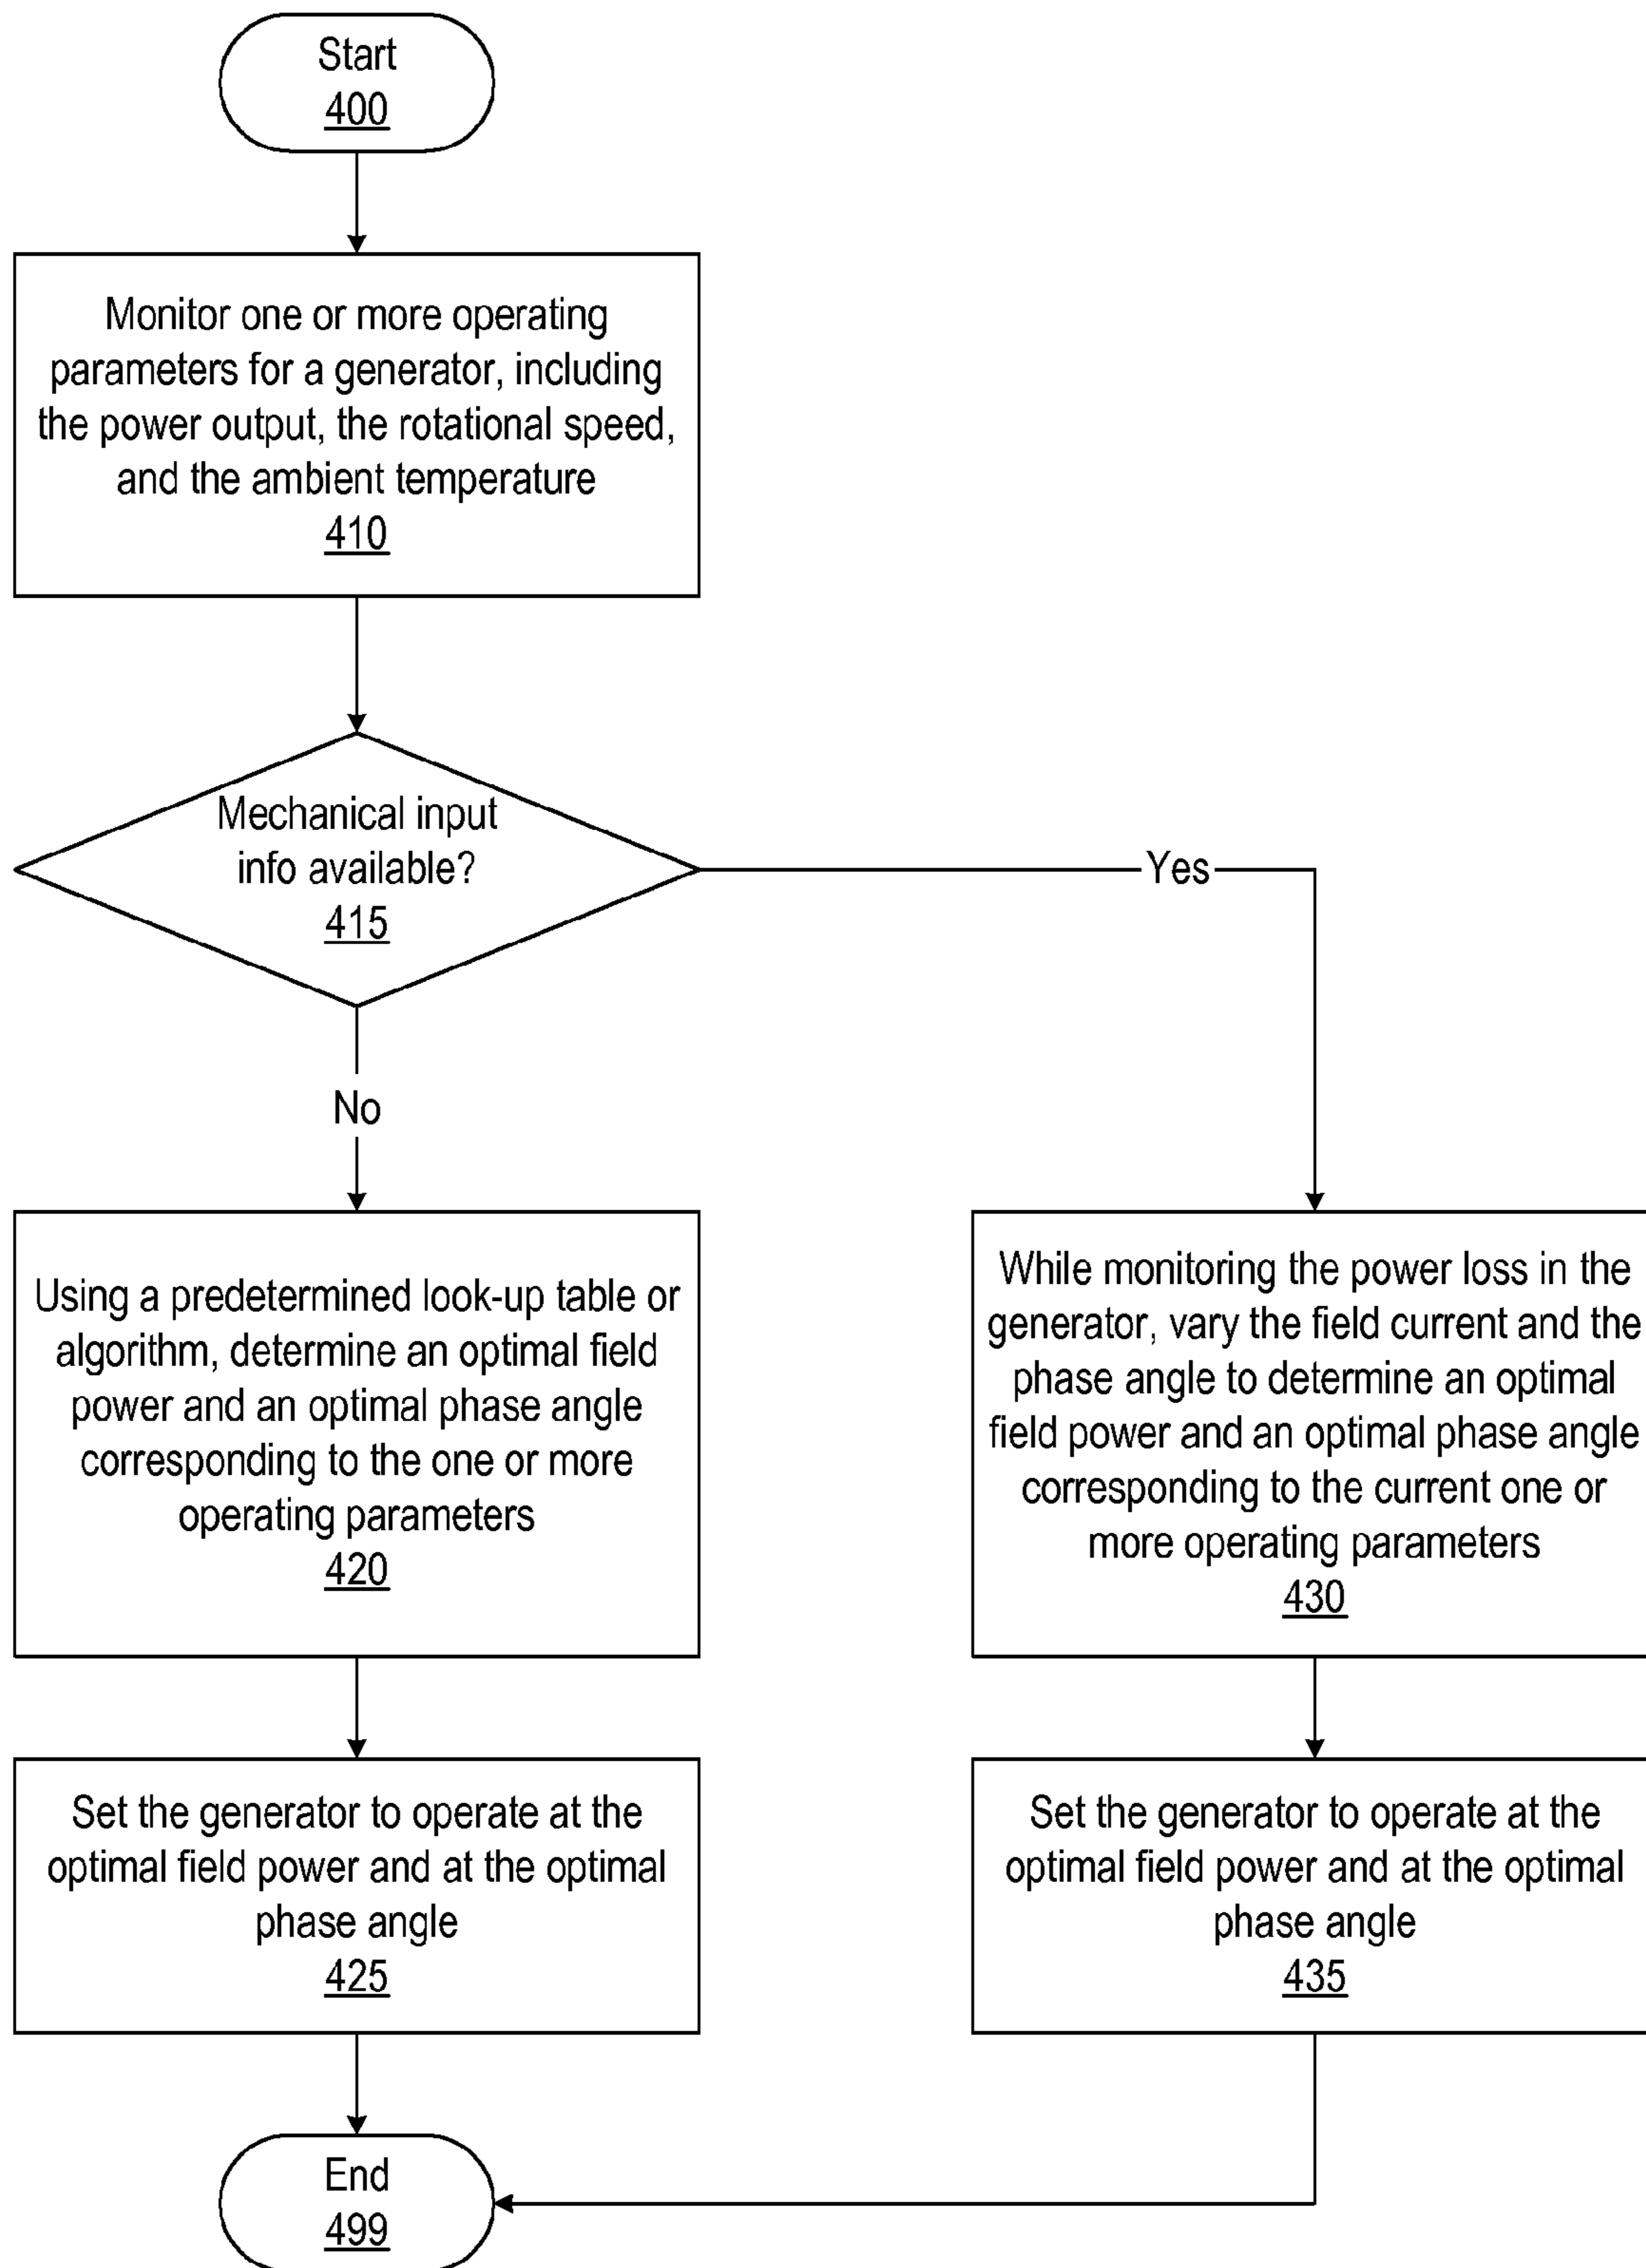 Start
400
Monitor one or more operating
parameters for a generator, including
the power output, the rotational speed,
and the ambient temperature
410
Mechanical input
info available?
415
Yes
No
Using a predetermined look-up table or
algorithm, determine an optimal field
power and an optimal phase angle
corresponding to the one or more
operating parameters
420
While monitoring the power loss in the
generator, vary the field current and the
phase angle to determine an optimal
field power and an optimal phase angle
corresponding to the current one or
more operating parameters
430
Set the generator to operate at the
optimal field power and at the optimal
phase angle
425
Set the generator to operate at the
optimal field power and at the optimal
phase angle
435
End
499